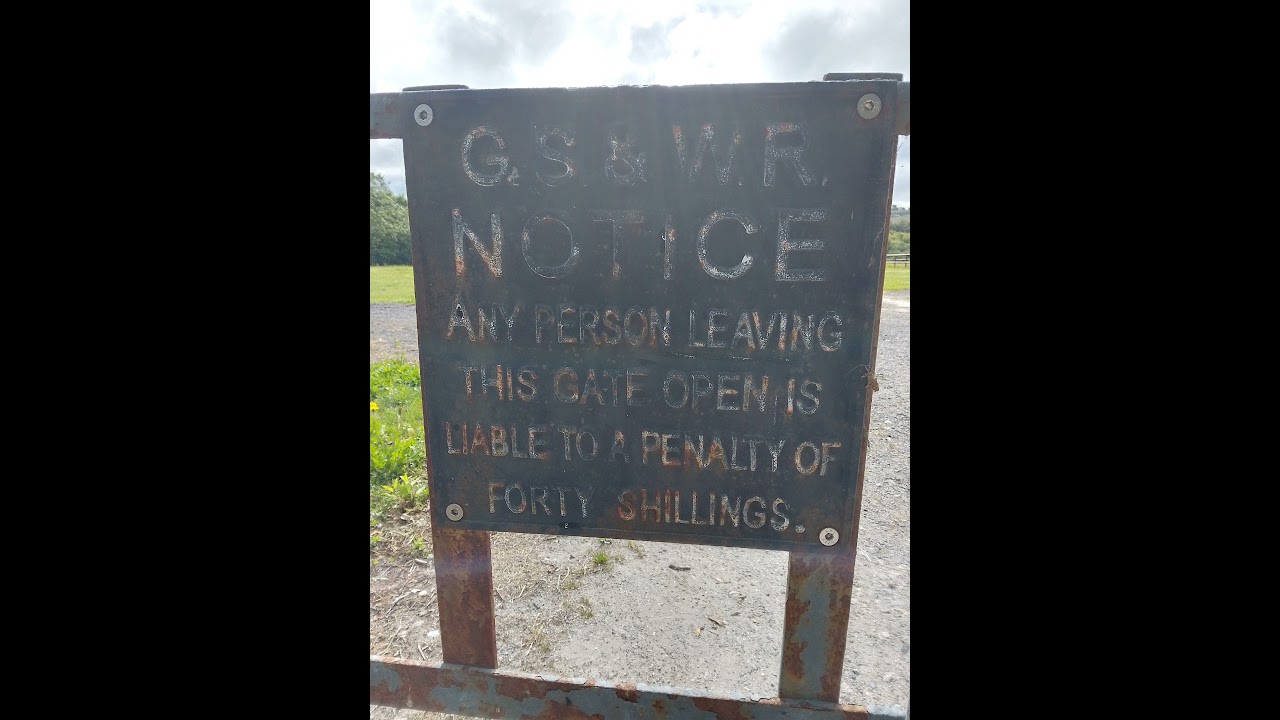 G. S. & W. R.
NOTICE
ANY PERSON LEAVING
THIS GATE OPEN IS
LIABLE TO A PENALTY OF
FORTY SHILLINGS.